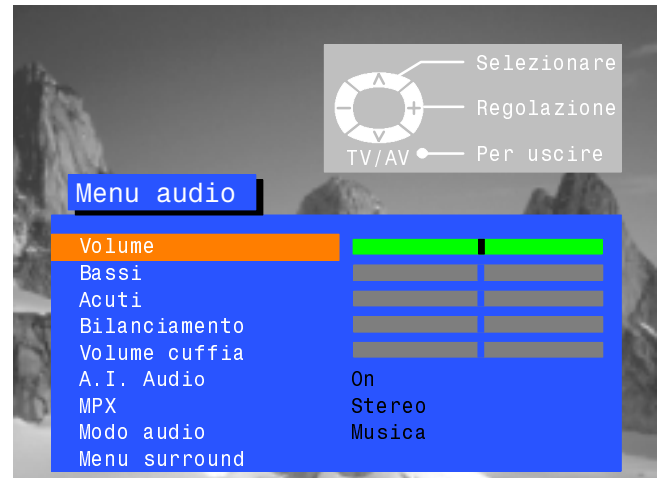 Selezionare
Regolazione
TV/AV Per uscire
Menu audio
Volume
Bassi
Acuti
Bilanciamento
Volume cuffia
A.I. Audio On
MPX Stereo
Modo audio Musica
Menu surround